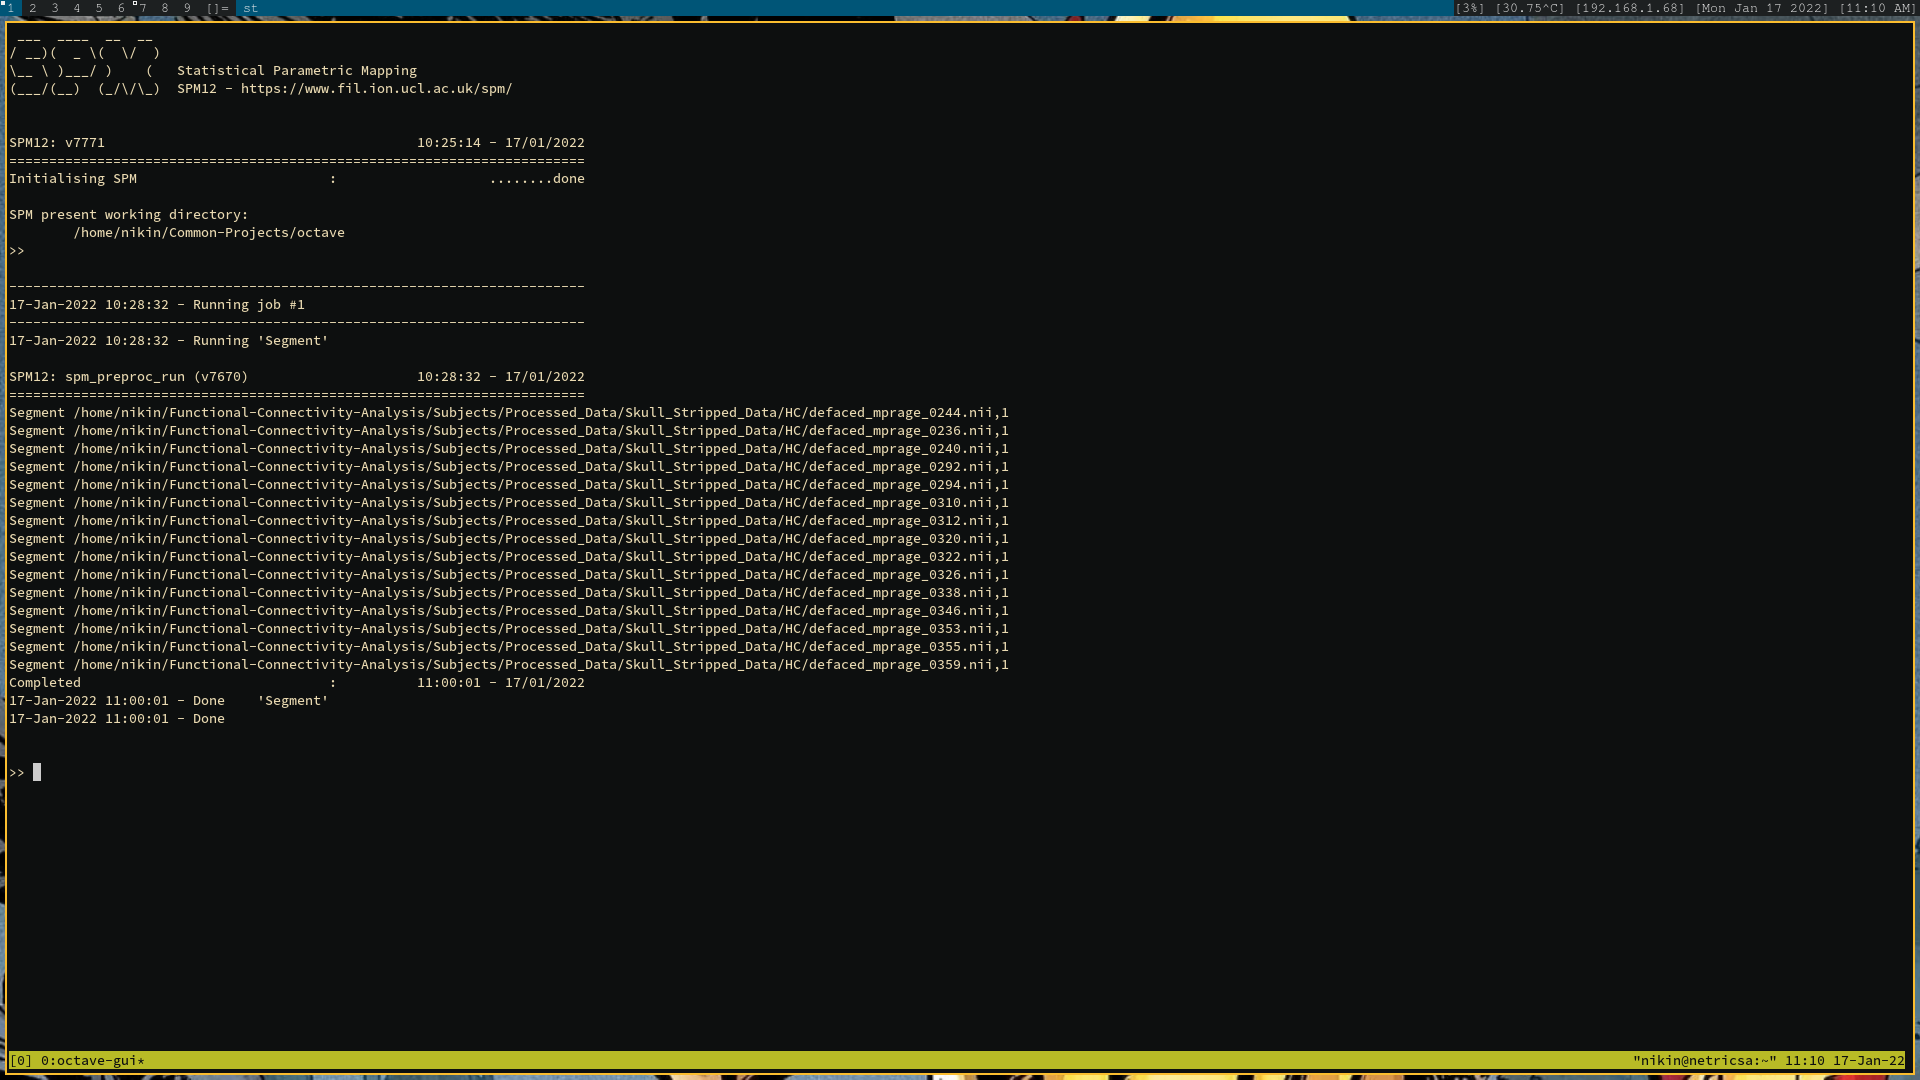 1 2 3 4 5 6 7 8 9 []= st [3%] [30.75^C] [192.168.1.68] [Mon Jan 17 2022] [11:10 AM]
 ___  ____  __  __
/ __)(  _ \(  \/  )
\__ \ )___/ )    (   Statistical Parametric Mapping
(___/(__)  (_/\/\_)  SPM12 - https://www.fil.ion.ucl.ac.uk/spm/
SPM12: v7771                                       10:25:14 - 17/01/2022
========================================================================
Initialising SPM                        :                   ........done
SPM present working directory:
        /home/nikin/Common-Projects/octave
>>
------------------------------------------------------------------------
17-Jan-2022 10:28:32 - Running job #1
------------------------------------------------------------------------
17-Jan-2022 10:28:32 - Running 'Segment'
SPM12: spm_preproc_run (v7670)                     10:28:32 - 17/01/2022
========================================================================
Segment /home/nikin/Functional-Connectivity-Analysis/Subjects/Processed_Data/Skull_Stripped_Data/HC/defaced_mprage_0244.nii,1
Segment /home/nikin/Functional-Connectivity-Analysis/Subjects/Processed_Data/Skull_Stripped_Data/HC/defaced_mprage_0236.nii,1
Segment /home/nikin/Functional-Connectivity-Analysis/Subjects/Processed_Data/Skull_Stripped_Data/HC/defaced_mprage_0240.nii,1
Segment /home/nikin/Functional-Connectivity-Analysis/Subjects/Processed_Data/Skull_Stripped_Data/HC/defaced_mprage_0292.nii,1
Segment /home/nikin/Functional-Connectivity-Analysis/Subjects/Processed_Data/Skull_Stripped_Data/HC/defaced_mprage_0294.nii,1
Segment /home/nikin/Functional-Connectivity-Analysis/Subjects/Processed_Data/Skull_Stripped_Data/HC/defaced_mprage_0310.nii,1
Segment /home/nikin/Functional-Connectivity-Analysis/Subjects/Processed_Data/Skull_Stripped_Data/HC/defaced_mprage_0312.nii,1
Segment /home/nikin/Functional-Connectivity-Analysis/Subjects/Processed_Data/Skull_Stripped_Data/HC/defaced_mprage_0320.nii,1
Segment /home/nikin/Functional-Connectivity-Analysis/Subjects/Processed_Data/Skull_Stripped_Data/HC/defaced_mprage_0322.nii,1
Segment /home/nikin/Functional-Connectivity-Analysis/Subjects/Processed_Data/Skull_Stripped_Data/HC/defaced_mprage_0326.nii,1
Segment /home/nikin/Functional-Connectivity-Analysis/Subjects/Processed_Data/Skull_Stripped_Data/HC/defaced_mprage_0338.nii,1
Segment /home/nikin/Functional-Connectivity-Analysis/Subjects/Processed_Data/Skull_Stripped_Data/HC/defaced_mprage_0346.nii,1
Segment /home/nikin/Functional-Connectivity-Analysis/Subjects/Processed_Data/Skull_Stripped_Data/HC/defaced_mprage_0353.nii,1
Segment /home/nikin/Functional-Connectivity-Analysis/Subjects/Processed_Data/Skull_Stripped_Data/HC/defaced_mprage_0355.nii,1
Segment /home/nikin/Functional-Connectivity-Analysis/Subjects/Processed_Data/Skull_Stripped_Data/HC/defaced_mprage_0359.nii,1
Completed                               :          11:00:01 - 17/01/2022
17-Jan-2022 11:00:01 - Done    'Segment'
17-Jan-2022 11:00:01 - Done
>>
[0] 0:octave-gui* "nikin@netricsa:~" 11:10 17-Jan-22